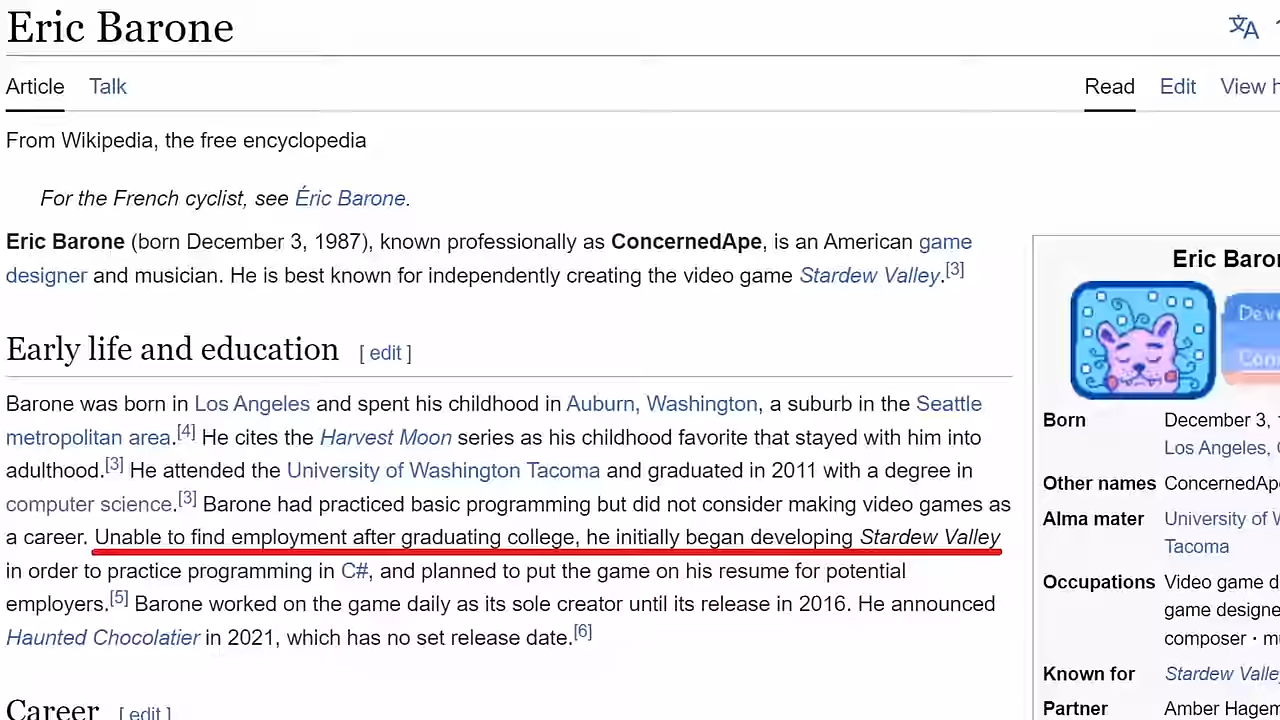 Eric Barone
Article Talk Read Edit View h
From Wikipedia, the free encyclopedia
For the French cyclist, see Éric Barone.
Eric Barone (born December 3, 1987), known professionally as ConcernedApe, is an American game
designer and musician. He is best known for independently creating the video game Stardew Valley.[3]
Early life and education [ edit ]
Barone was born in Los Angeles and spent his childhood in Auburn, Washington, a suburb in the Seattle
metropolitan area.[4] He cites the Harvest Moon series as his childhood favorite that stayed with him into
adulthood.[3] He attended the University of Washington Tacoma and graduated in 2011 with a degree in
computer science.[3] Barone had practiced basic programming but did not consider making video games as
a career. Unable to find employment after graduating college, he initially began developing Stardew Valley
in order to practice programming in C#, and planned to put the game on his resume for potential
employers.[5] Barone worked on the game daily as its sole creator until its release in 2016. He announced
Haunted Chocolatier in 2021, which has no set release date.[6]
Career [ edit ]
Eric Baron
Born December 3, 1
Los Angeles, C
Other names ConcernedApe
Alma mater University of W
Tacoma
Occupations Video game d
game designe
composer · mu
Known for Stardew Valley
Partner Amber Hagem